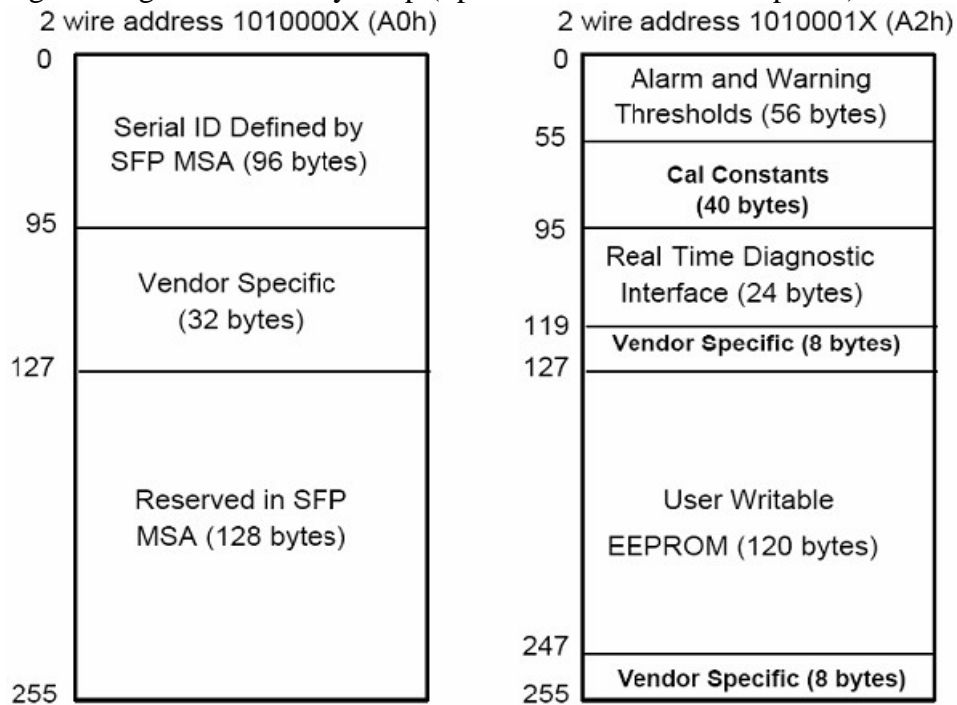 2 wire address 1010000X (A0h)
0
Serial ID Defined by
SFP MSA (96 bytes)
95
Vendor Specific
(32 bytes)
127
Reserved in SFP
MSA (128 bytes)
255
2 wire address 1010001X (A2h)
0
Alarm and Warning
Thresholds (56 bytes)
55
Cal Constants
(40 bytes)
95
Real Time Diagnostic
Interface (24 bytes)
119
Vendor Specific (8 bytes)
127
User Writable
EEPROM (120 bytes)
247
Vendor Specific (8 bytes)
255